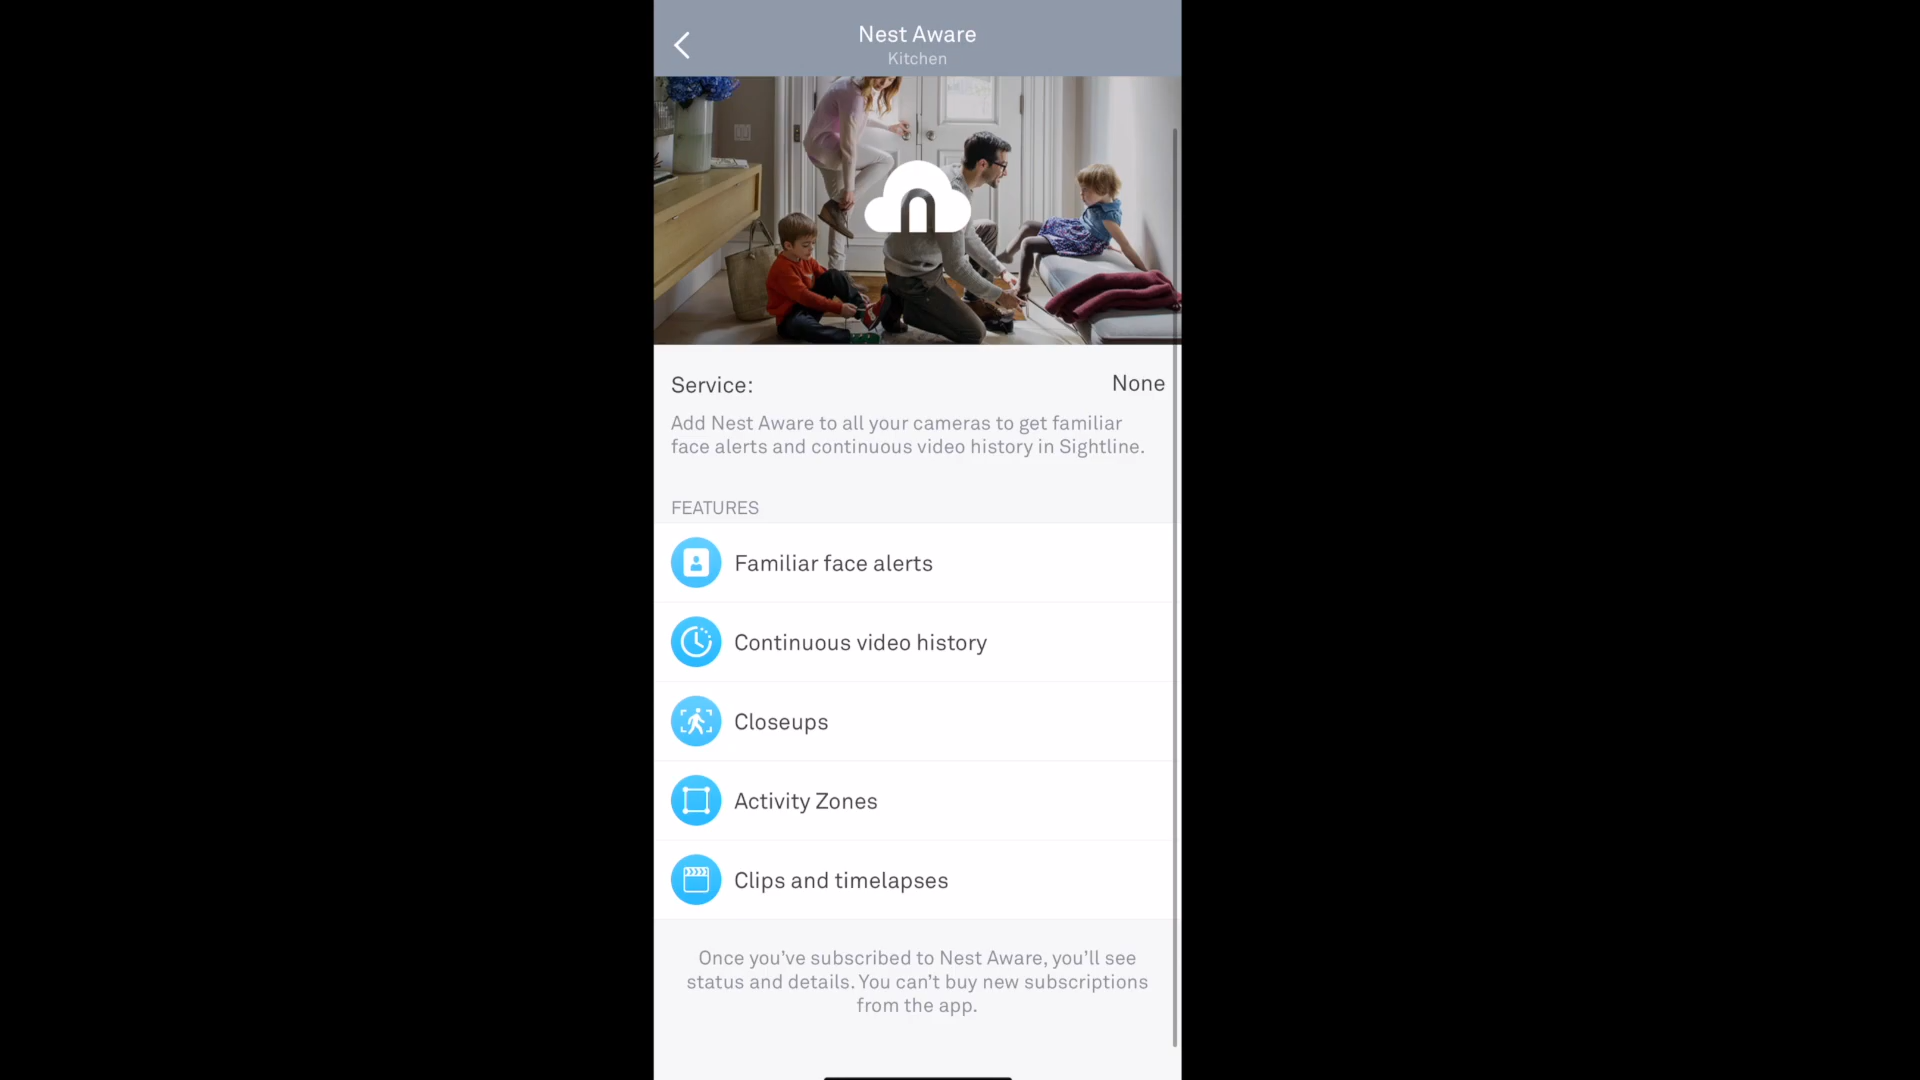 Nest Aware
Kitchen
Service:
None
Add Nest Aware to all your cameras to get familiar
face alerts and continuous video history in Sightline.
FEATURES
Familiar face alerts
Continuous video history
Closeups
Activity Zones
Clips and timelapses
Once you’ve subscribed to Nest Aware, you’ll see
status and details. You can’t buy new subscriptions
from the app.